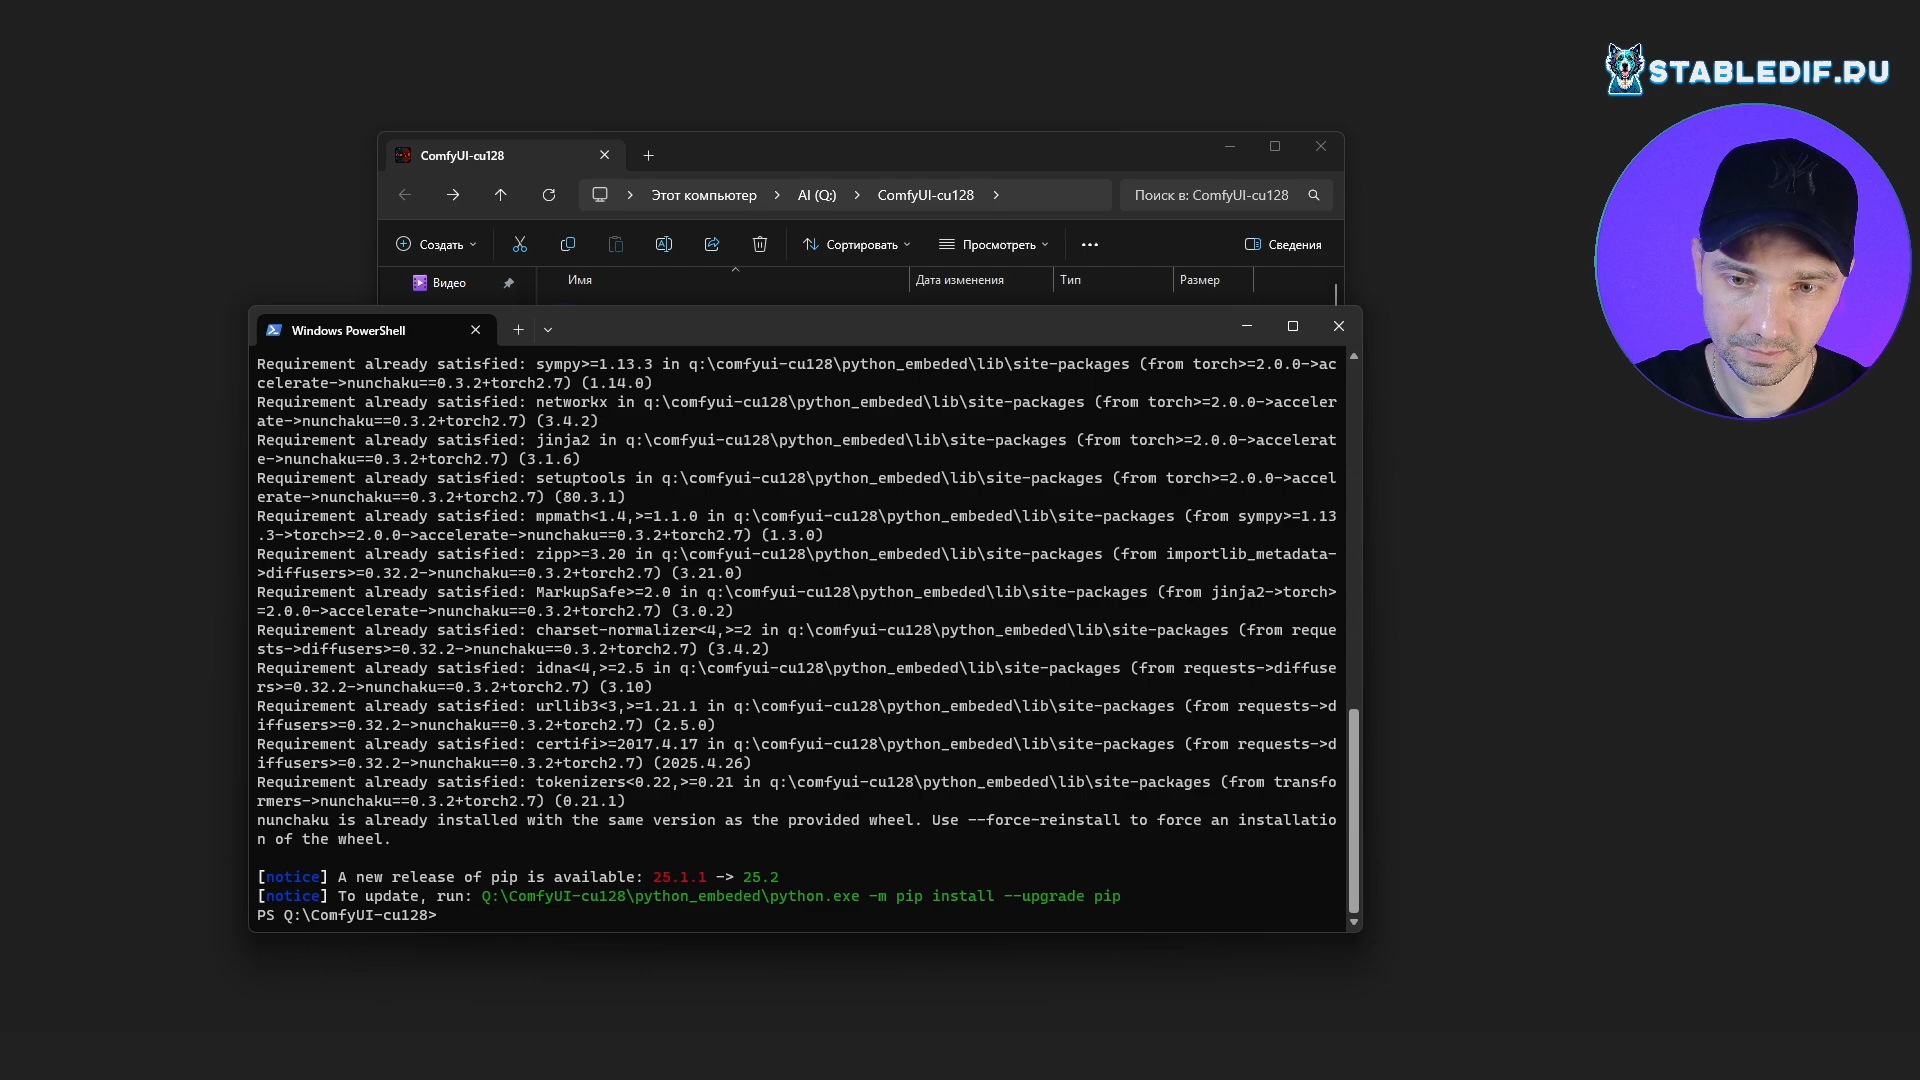 STABLEDIF.RU
ComfyUI-cu128
Этот компьютер > AI (Q:) > ComfyUI-cu128 >
Поиск в: ComfyUI-cu128
Создать
Сортировать
Просмотреть
Сведения
Видео
Имя
Дата изменения
Тип
Размер
Windows PowerShell
Requirement already satisfied: sympy>=1.13.3 in q:\comfyui-cu128\python_embeded\lib\site-packages (from torch>=2.0.0->ac
celerate->nunchaku==0.3.2+torch2.7) (1.14.0)
Requirement already satisfied: networkx in q:\comfyui-cu128\python_embeded\lib\site-packages (from torch>=2.0.0->acceler
ate->nunchaku==0.3.2+torch2.7) (3.4.2)
Requirement already satisfied: jinja2 in q:\comfyui-cu128\python_embeded\lib\site-packages (from torch>=2.0.0->accelerat
e->nunchaku==0.3.2+torch2.7) (3.1.6)
Requirement already satisfied: setuptools in q:\comfyui-cu128\python_embeded\lib\site-packages (from torch>=2.0.0->accel
erate->nunchaku==0.3.2+torch2.7) (80.3.1)
Requirement already satisfied: mpmath<1.4,>=1.1.0 in q:\comfyui-cu128\python_embeded\lib\site-packages (from sympy>=1.13
.3->torch>=2.0.0->accelerate->nunchaku==0.3.2+torch2.7) (1.3.0)
Requirement already satisfied: zipp>=3.20 in q:\comfyui-cu128\python_embeded\lib\site-packages (from importlib_metadata-
>diffusers>=0.32.2->nunchaku==0.3.2+torch2.7) (3.21.0)
Requirement already satisfied: MarkupSafe>=2.0 in q:\comfyui-cu128\python_embeded\lib\site-packages (from jinja2->torch>
=2.0.0->accelerate->nunchaku==0.3.2+torch2.7) (3.0.2)
Requirement already satisfied: charset-normalizer<4,>=2 in q:\comfyui-cu128\python_embeded\lib\site-packages (from reque
sts->diffusers>=0.32.2->nunchaku==0.3.2+torch2.7) (3.4.2)
Requirement already satisfied: idna<4,>=2.5 in q:\comfyui-cu128\python_embeded\lib\site-packages (from requests->diffuse
rs>=0.32.2->nunchaku==0.3.2+torch2.7) (3.10)
Requirement already satisfied: urllib3<3,>=1.21.1 in q:\comfyui-cu128\python_embeded\lib\site-packages (from requests->d
iffusers>=0.32.2->nunchaku==0.3.2+torch2.7) (2.5.0)
Requirement already satisfied: certifi>=2017.4.17 in q:\comfyui-cu128\python_embeded\lib\site-packages (from requests->d
iffusers>=0.32.2->nunchaku==0.3.2+torch2.7) (2025.4.26)
Requirement already satisfied: tokenizers<0.22,>=0.21 in q:\comfyui-cu128\python_embeded\lib\site-packages (from transfo
rmers->nunchaku==0.3.2+torch2.7) (0.21.1)
nunchaku is already installed with the same version as the provided wheel. Use --force-reinstall to force an installatio
n of the wheel.
[notice] A new release of pip is available: 25.1.1 -> 25.2
[notice] To update, run: Q:\ComfyUI-cu128\python_embeded\python.exe -m pip install --upgrade pip
PS Q:\ComfyUI-cu128>